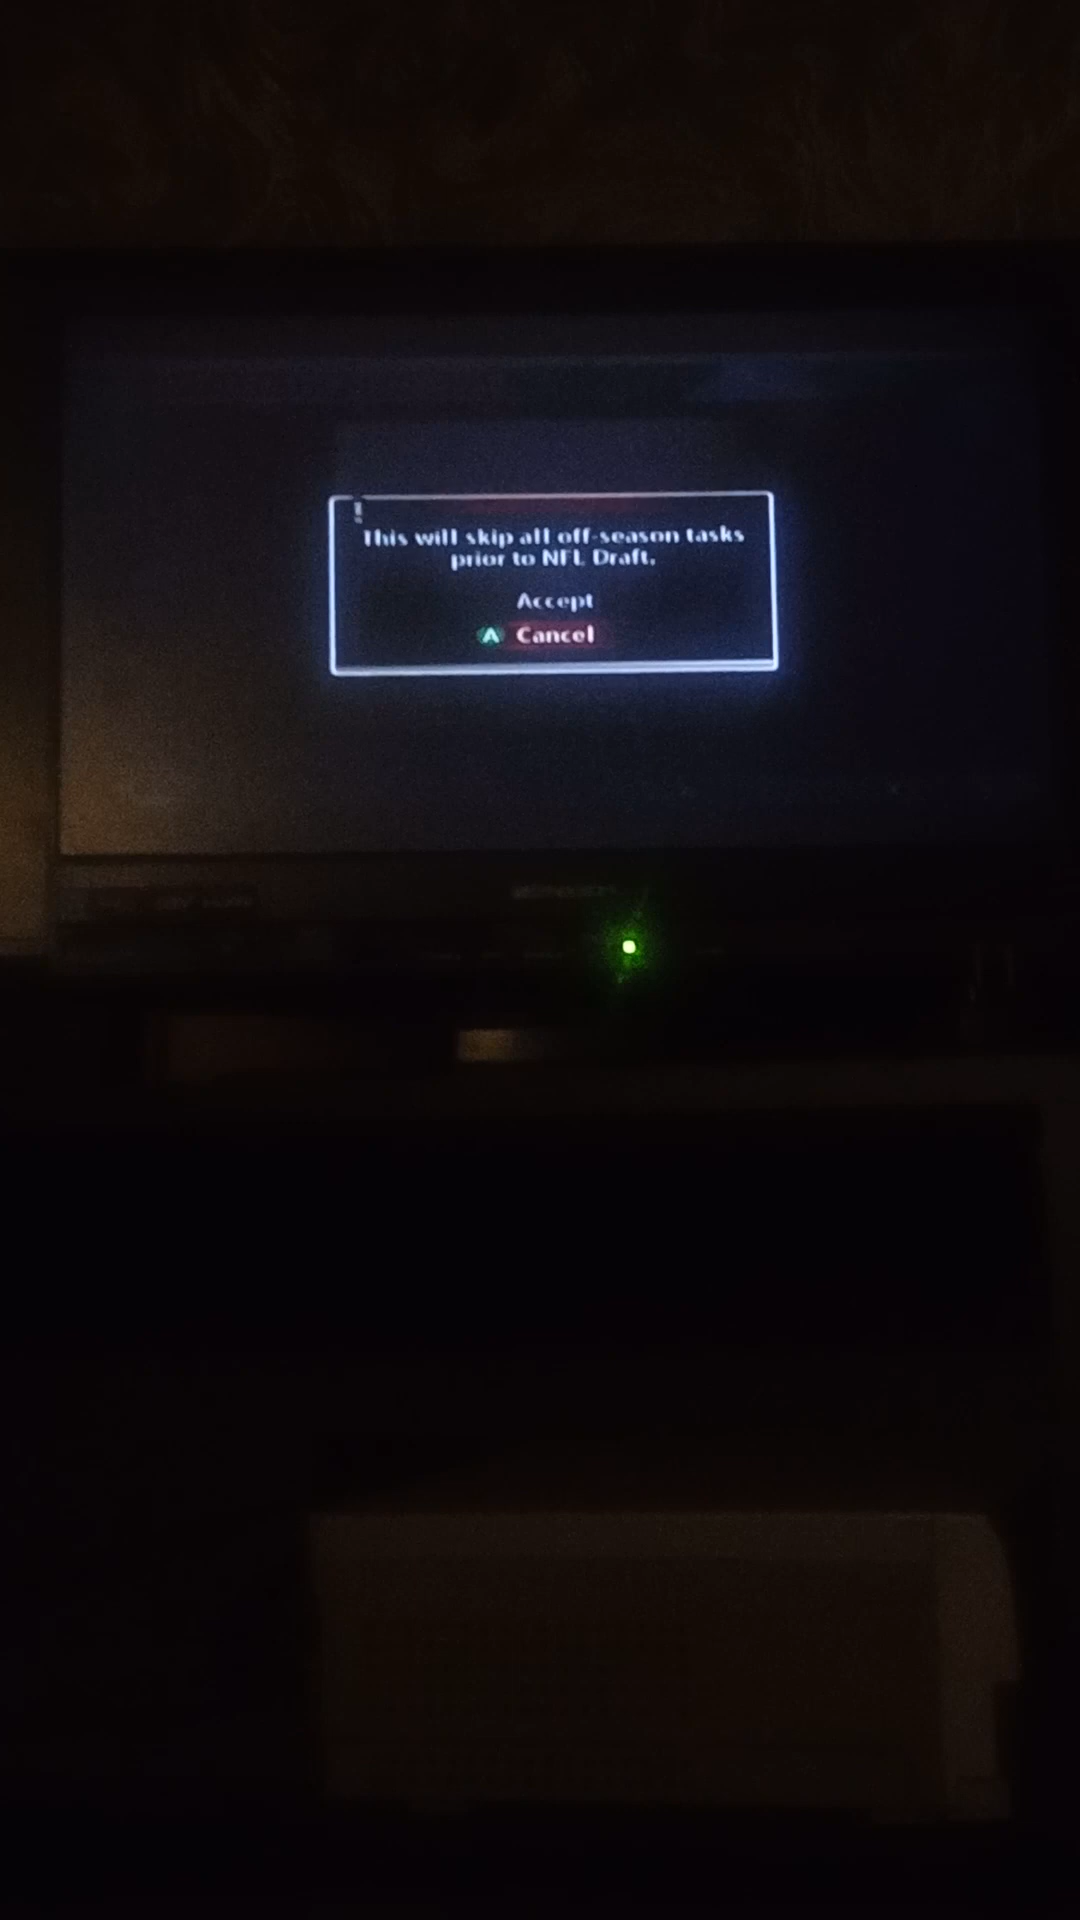 !
This will skip all off-season tasks
prior to NFL Draft.
Accept
A Cancel